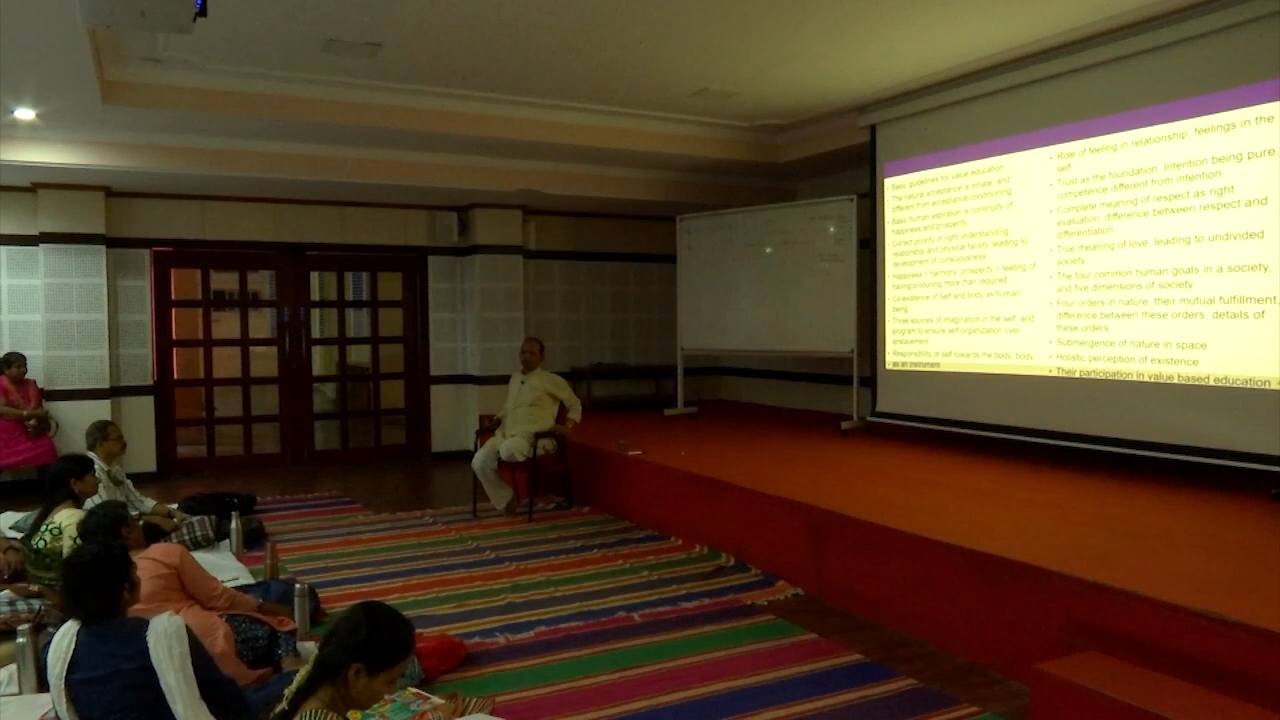 • Basic guidelines for value education
• The natural acceptance is innate, and
different from acceptance/conditioning
• Basic human aspiration is continuity of
happiness and prosperity
• Correct priority of right understanding,
relationship and physical facility, leading to
development of consciousness
• Happiness = harmony, prosperity = feeling of
having/producing more than required
• Co-existence of Self and body as human
being
• Three sources of imagination in the self, and
program to ensure self-organization over
enslavement
• Responsibility of self towards the body, body
as an instrument
• Role of feeling in relationship, feelings in the
self
• Trust as the foundation. Intention being pure,
competence different from intention
• Complete meaning of respect as right
evaluation, difference between respect and
differentiation
• True meaning of love, leading to undivided
society
• The four common human goals in a society,
and five dimensions of society
• Four orders in nature, their mutual fulfillment,
difference between these orders, details of
these orders
• Submergence of nature in space
• Holistic perception of existence
• Their participation in value based education